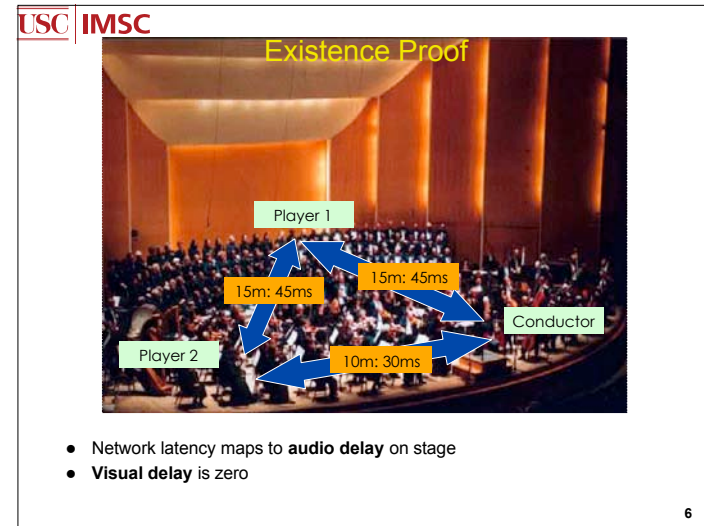 USC IMSC
Existence Proof
Player 1
15m: 45ms
15m: 45ms
Conductor
Player 2
10m: 30ms
● Network latency maps to audio delay on stage
● Visual delay is zero
6